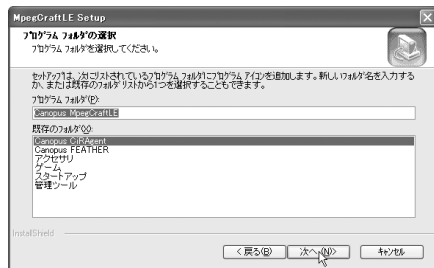 MpegCraftLE Setup
プログラム フォルダの選択
プログラム フォルダを選択してください。
セットアップは、次にリストされているプログラム フォルダにプログラム アイコンを追加します。新しいフォルダ名を入力する
か、または既存のフォルダ リストから1つを選択することもできます。
プログラム フォルダ(P):
Canopus MpegCraftLE
既存のフォルダ(X):
Canopus CiRAgent
Canopus FEATHER
アクセサリ
ゲーム
スタートアップ
管理ツール
InstallShield
< 戻る(B)
次へ(N)>
キャンセル